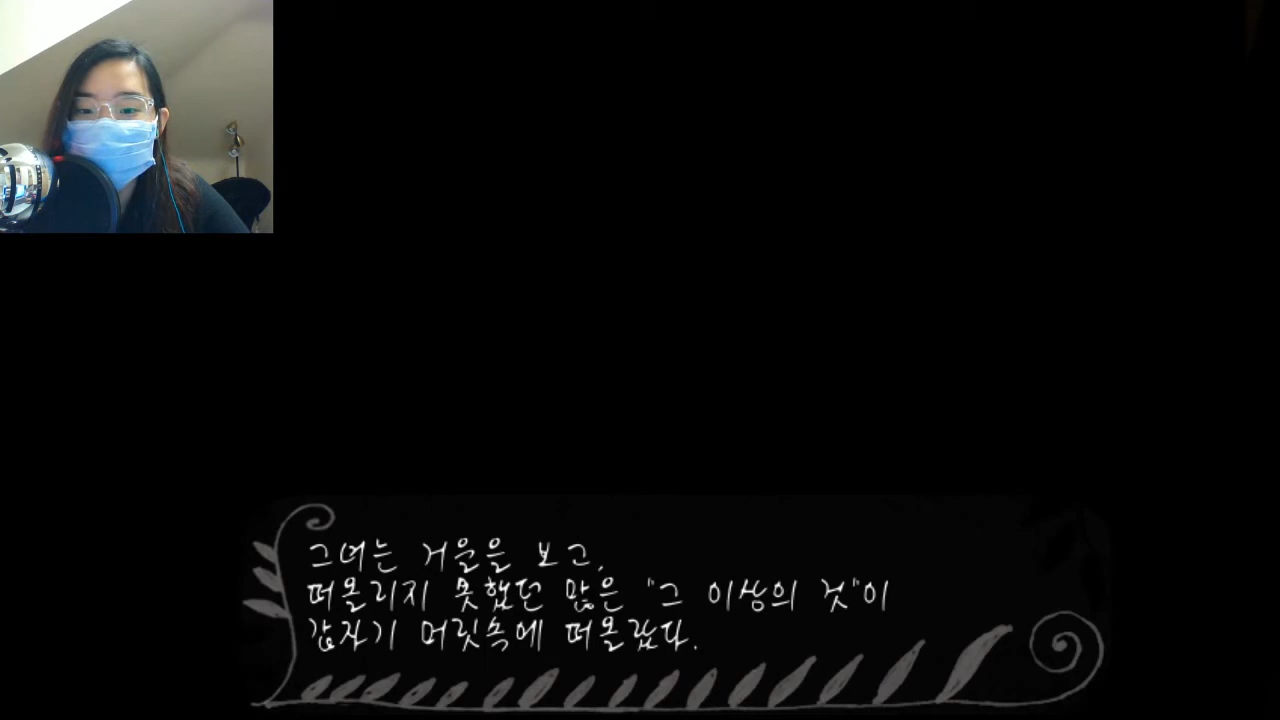 그녀는 거울을 보고,
떠올리지 못했던 많은 "그 이상의 것"이
갑자기 머릿속에 떠올랐다.